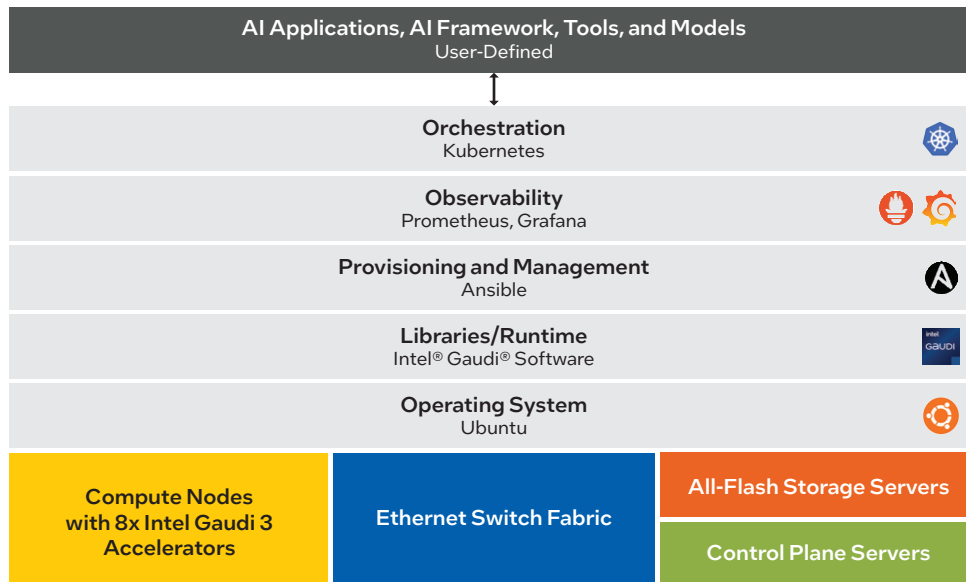 AI Applications, AI Framework, Tools, and Models
User-Defined
Orchestration
Kubernetes
Observability
Prometheus, Grafana
Provisioning and Management
Ansible
Libraries/Runtime
Intel® Gaudi® Software
intel
GAUDI
Operating System
Ubuntu
Compute Nodes
with 8x Intel Gaudi 3
Accelerators
Ethernet Switch Fabric
All-Flash Storage Servers
Control Plane Servers